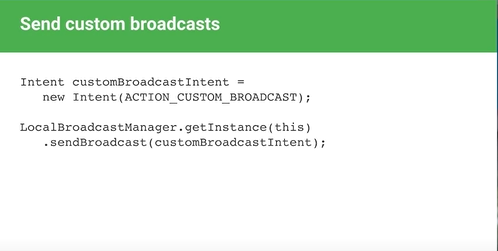 Send custom broadcasts
Intent customBroadcastIntent =
new Intent(ACTION_CUSTOM_BROADCAST);
LocalBroadcastManager.getInstance(this)
.sendBroadcast(customBroadcastIntent);